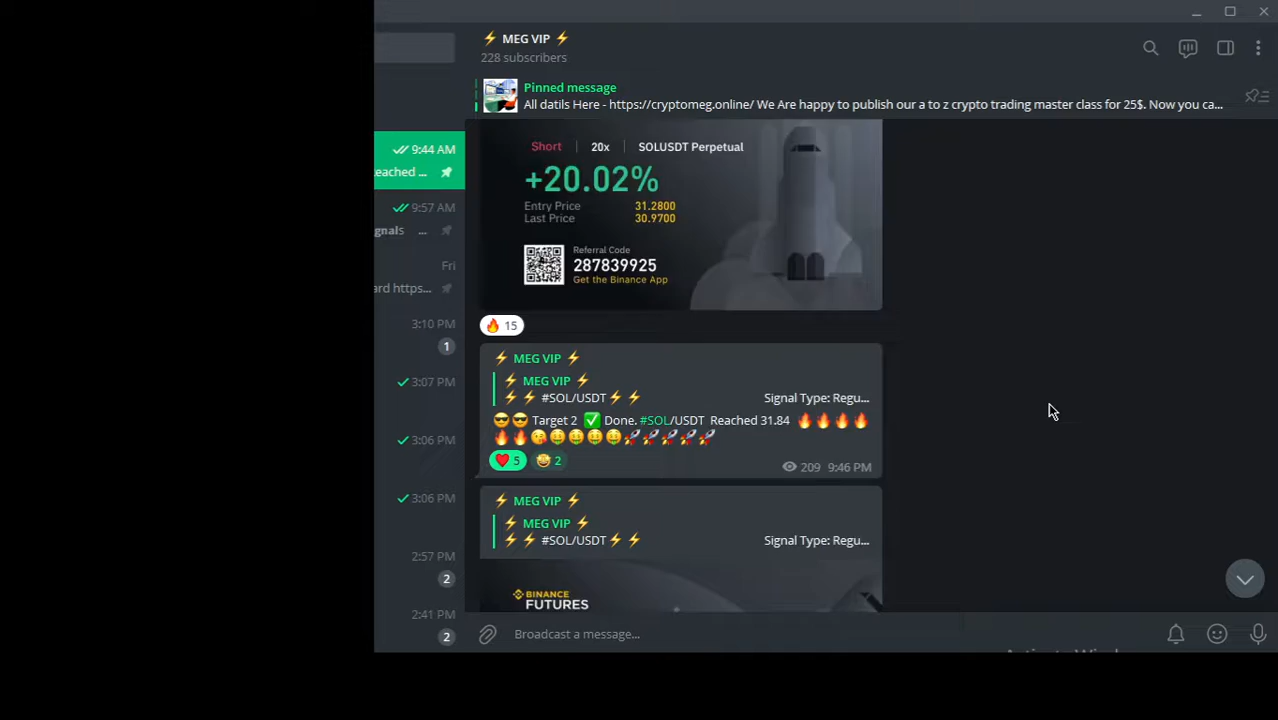 ⚡ MEG VIP ⚡
228 subscribers
Pinned message
All datils Here - https://cryptomeg.online/ We Are happy to publish our a to z crypto trading master class for 25$. Now you ca...
9:44 AM
eached ...
9:57 AM
gnals ...
Fri
ard https...
3:10 PM
1
3:07 PM
3:06 PM
3:06 PM
2:57 PM
2
2:41 PM
2
Short | 20x | SOLUSDT Perpetual
+20.02%
Entry Price 31.2800
Last Price 30.9700
Referral Code
287839925
Get the Binance App
🔥 15
⚡ MEG VIP ⚡
⚡ MEG VIP ⚡
⚡⚡ #SOL/USDT⚡⚡ Signal Type: Regu...
😎😎 Target 2 ✅ Done. #SOL/USDT Reached 31.84 🔥🔥🔥🔥
🔥🔥😘🤑🤑🤑🤑🚀🚀🚀🚀🚀
❤️ 5 🤩 2
209 9:46 PM
⚡ MEG VIP ⚡
⚡ MEG VIP ⚡
⚡⚡ #SOL/USDT⚡⚡ Signal Type: Regu...
BINANCE
FUTURES
Broadcast a message...